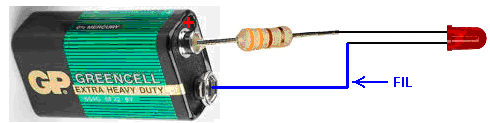 0% MERCURY
+
GP
GREENCELL
EXTRA HEAVY DUTY
FIL